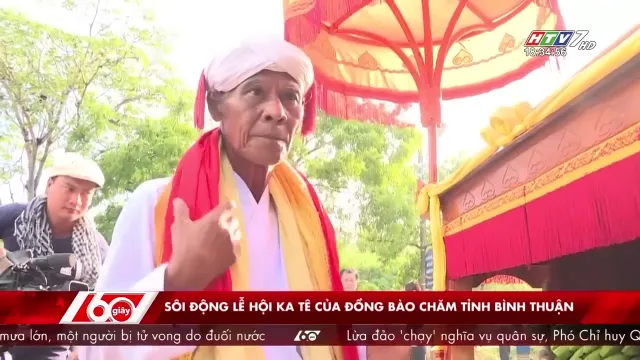 HTV7 HD
18:34:56
60 giây
SÔI ĐỘNG LỄ HỘI KA TÊ CỦA ĐỒNG BÀO CHĂM TỈNH BÌNH THUẬN
mưa lớn, một người bị tử vong do đuối nước 60 Lừa đảo 'chạy' nghĩa vụ quân sự, Phó Chỉ huy